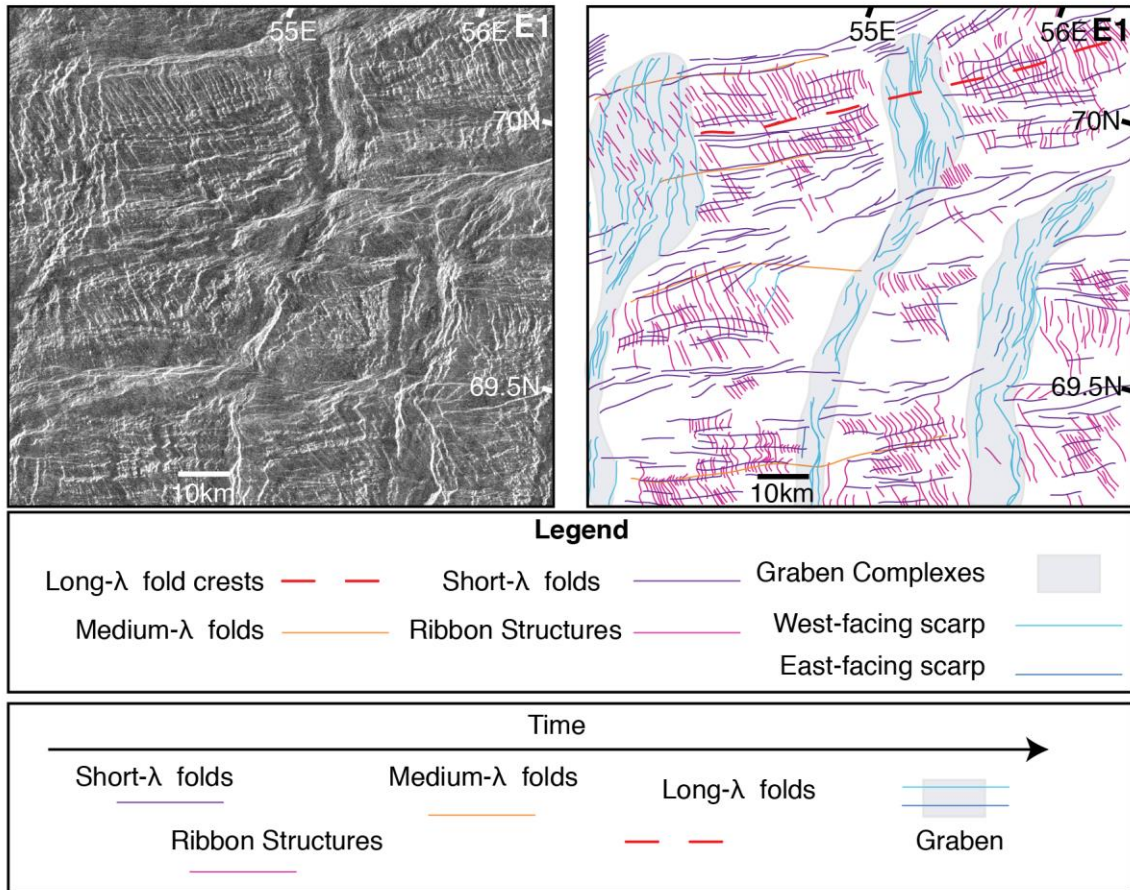 55E
56E E1
70N
69.5N
10km
55E
56E E1
70N
69.5N
10km
Legend
Long-λ fold crests
Short-λ folds
Graben Complexes
Medium-λ folds
Ribbon Structures
West-facing scarp
East-facing scarp
Time
Short-λ folds
Medium-λ folds
Long-λ folds
Ribbon Structures
Graben